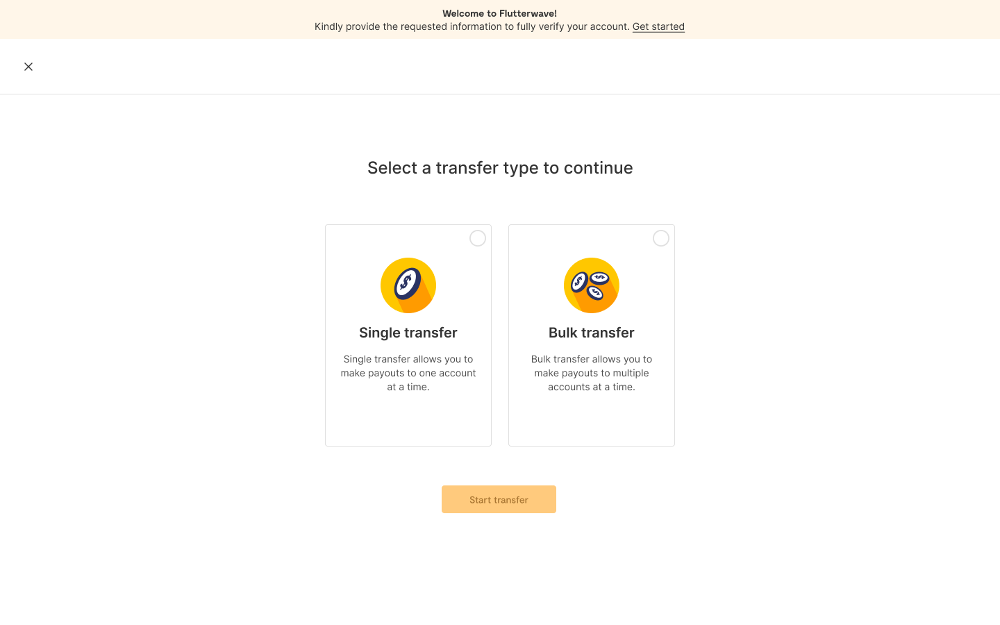 Welcome to Flutterwave!
Kindly provide the requested information to fully verify your account. Get started
Select a transfer type to continue
Single transfer
Single transfer allows you to
make payouts to one account
at a time.
Bulk transfer
Bulk transfer allows you to
make payouts to multiple
accounts at a time.
Start transfer